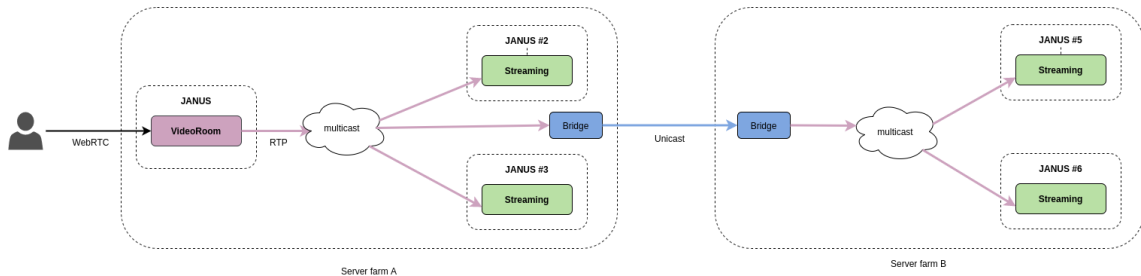 JANUS
VideoRoom
WebRTC
RTP
multicast
JANUS #2
Streaming
Bridge
JANUS #3
Streaming
Server farm A
Unicast
Bridge
multicast
JANUS #5
Streaming
JANUS #6
Streaming
Server farm B